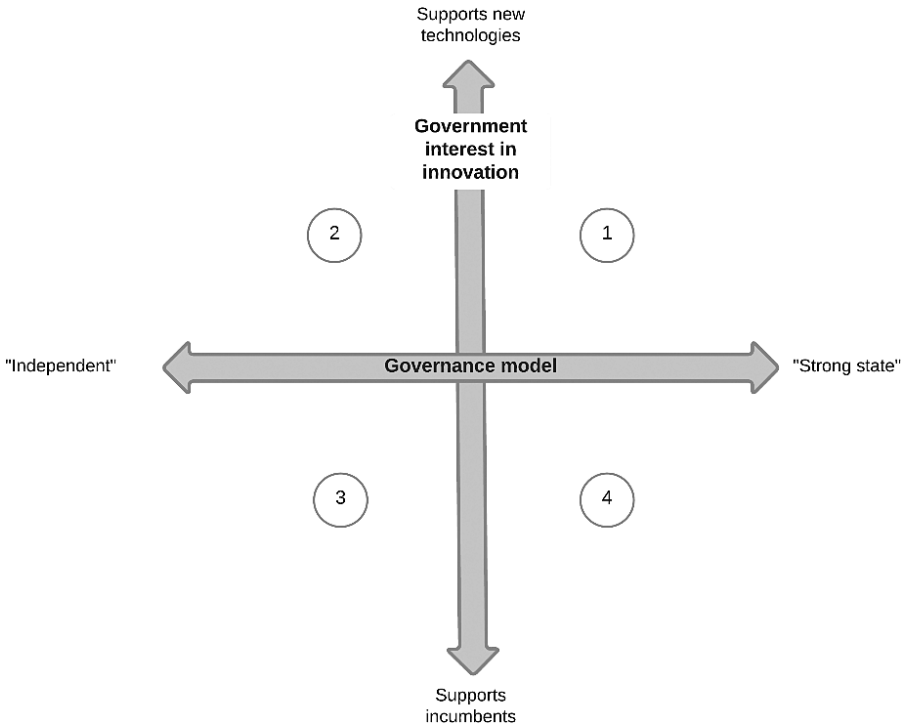 Supports new
technologies
Government
interest in
innovation
2
1
"Independent"
Governance model
"Strong state"
3
4
Supports
incumbents